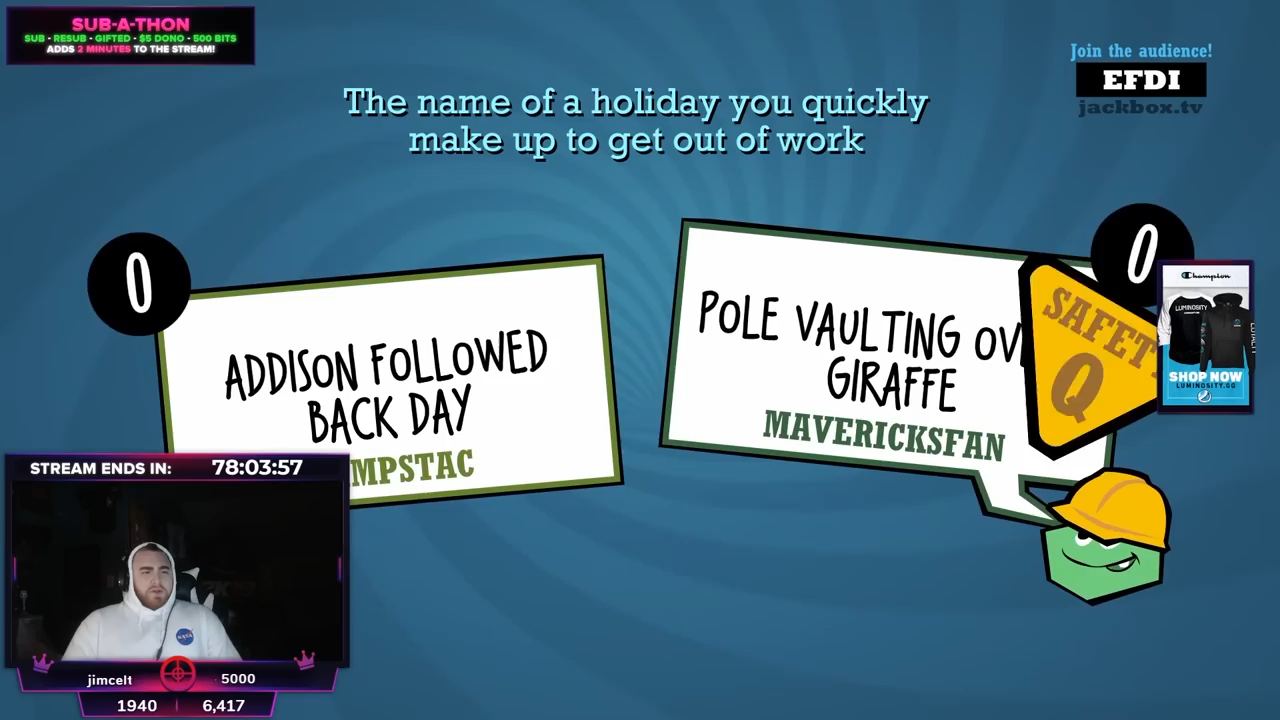 SUB-A-THON
SUB - RESUB - GIFTED - $5 DONO - 500 BITS
ADDS 2 MINUTES TO THE STREAM!
Join the audience!
EFDI
jackbox.tv
The name of a holiday you quickly
make up to get out of work
0
ADDISON FOLLOWED
BACK DAY
MPSTAC
0
POLE VAULTING OV
GIRAFFE
MAVERICKSFAN
SAFET
Q
Champion
LUMINOSITY
SHOP NOW
LUMINOSITY.GG
STREAM ENDS IN: 78:03:57
NASA
jimcelt 5000
1940 6,417